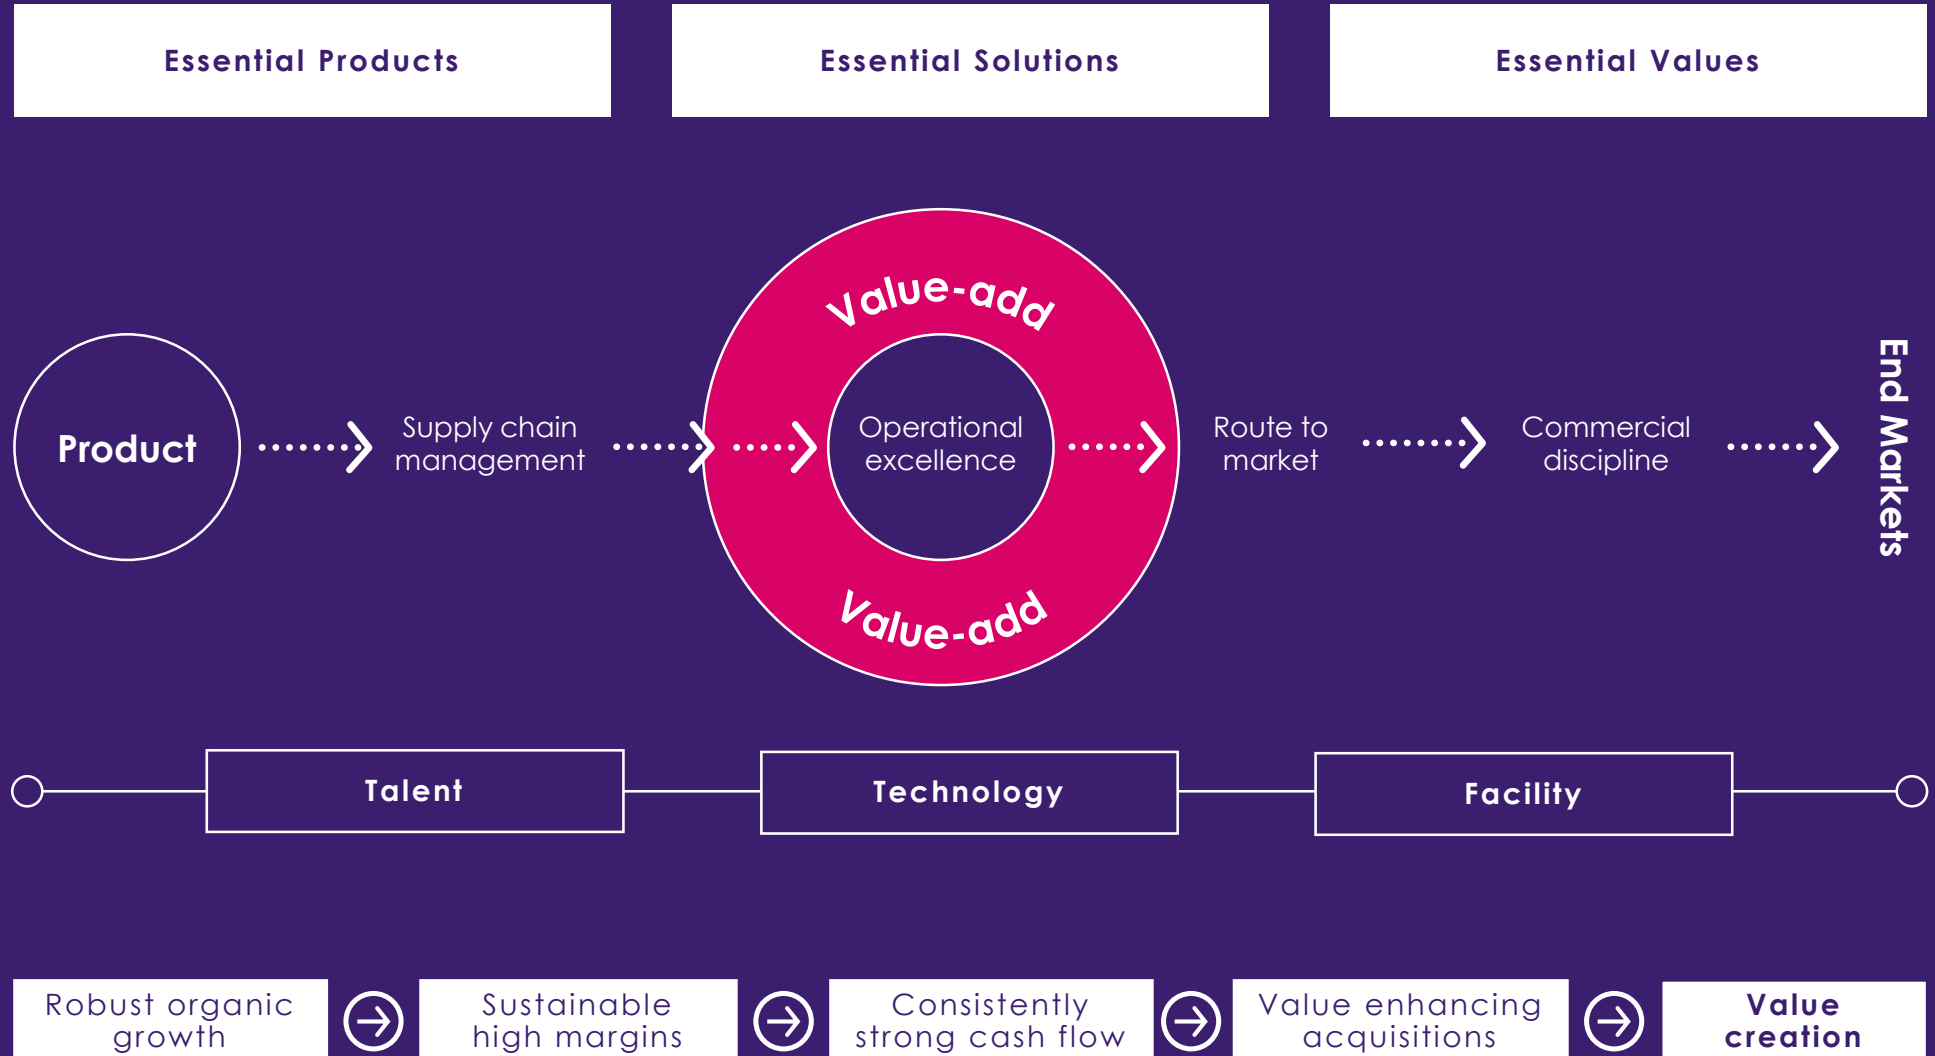 Essential Products
Essential Solutions
Essential Values
Value-add
Product
Supply chain
management
Operational
excellence
Route to
market
Commercial
discipline
End Markets
Value-add
Talent
Technology
Facility
Robust organic
growth
Sustainable
high margins
Consistently
strong cash flow
Value enhancing
acquisitions
Value
creation